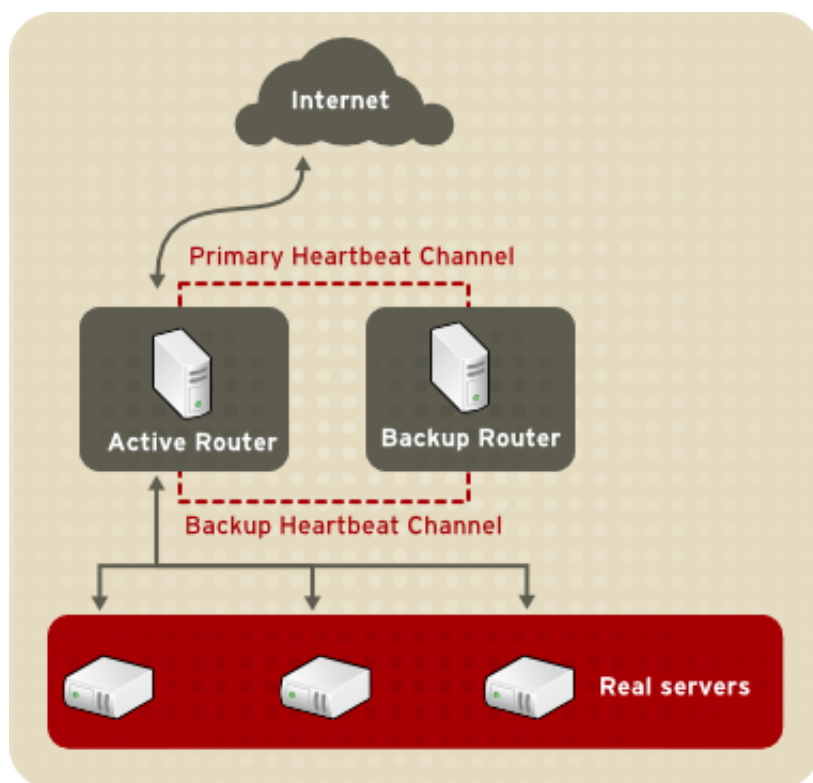 Internet
Primary Heartbeat Channel
Active Router
Backup Router
Backup Heartbeat Channel
Real servers